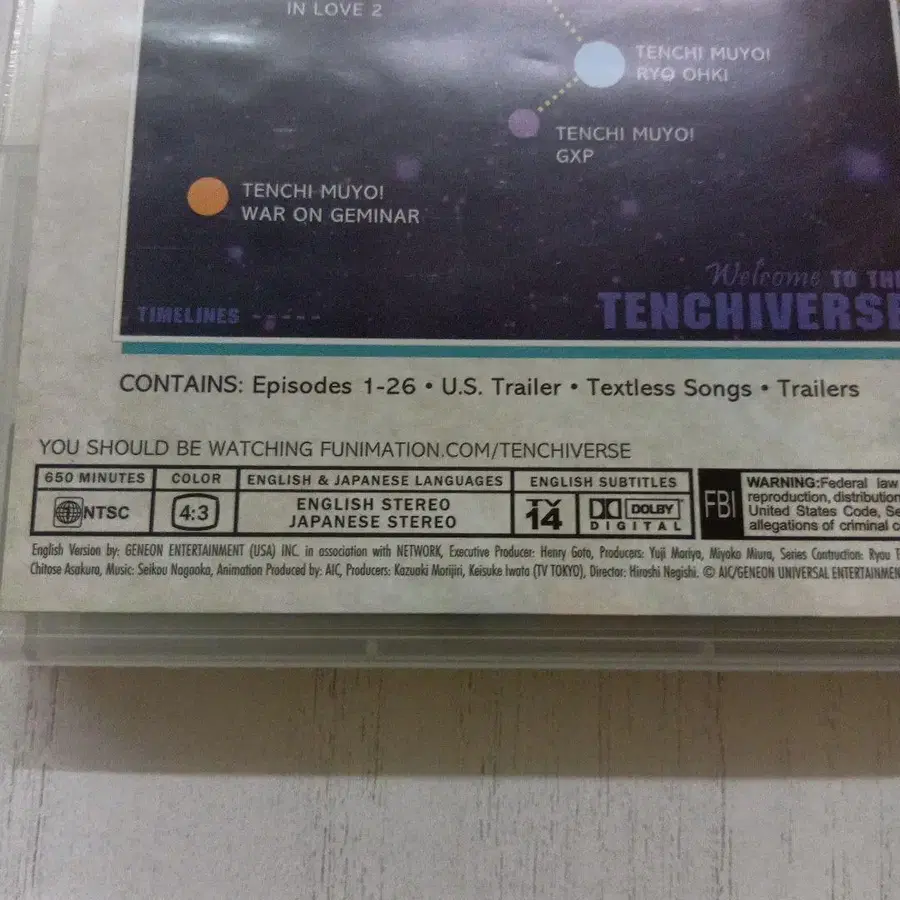 IN LOVE 2
TENCHI MUYO!
RYO OHKI
TENCHI MUYO!
GXP
TENCHI MUYO!
WAR ON GEMINAR
Welcome TO THE
TENCHIVERSE
TIMELINES -----
CONTAINS: Episodes 1-26 • U.S. Trailer • Textless Songs • Trailers
YOU SHOULD BE WATCHING FUNIMATION.COM/TENCHIVERSE
650 MINUTES COLOR ENGLISH & JAPANESE LANGUAGES ENGLISH SUBTITLES
1 NTSC 4:3 ENGLISH STEREO
JAPANESE STEREO
TV
14
DOLBY
DIGITAL
FBI
WARNING:Federal law
reproduction, distribution
United States Code, Se
allegations of criminal c
English Version by: GENEON ENTERTAINMENT (USA) INC. in association with NETWORK, Executive Producer: Henry Goto, Producers: Yuji Moriya, Miyoko Miura, Series Contruction: Ryou T
Chitose Asakura, Music: Seikou Nagaoka, Animation Produced by: AIC, Producers: Kazuaki Morijiri, Keisuke Iwata (TV TOKYO), Director: Hiroshi Negishi. © AIC/GENEON UNIVERSAL ENTERTAINMEN